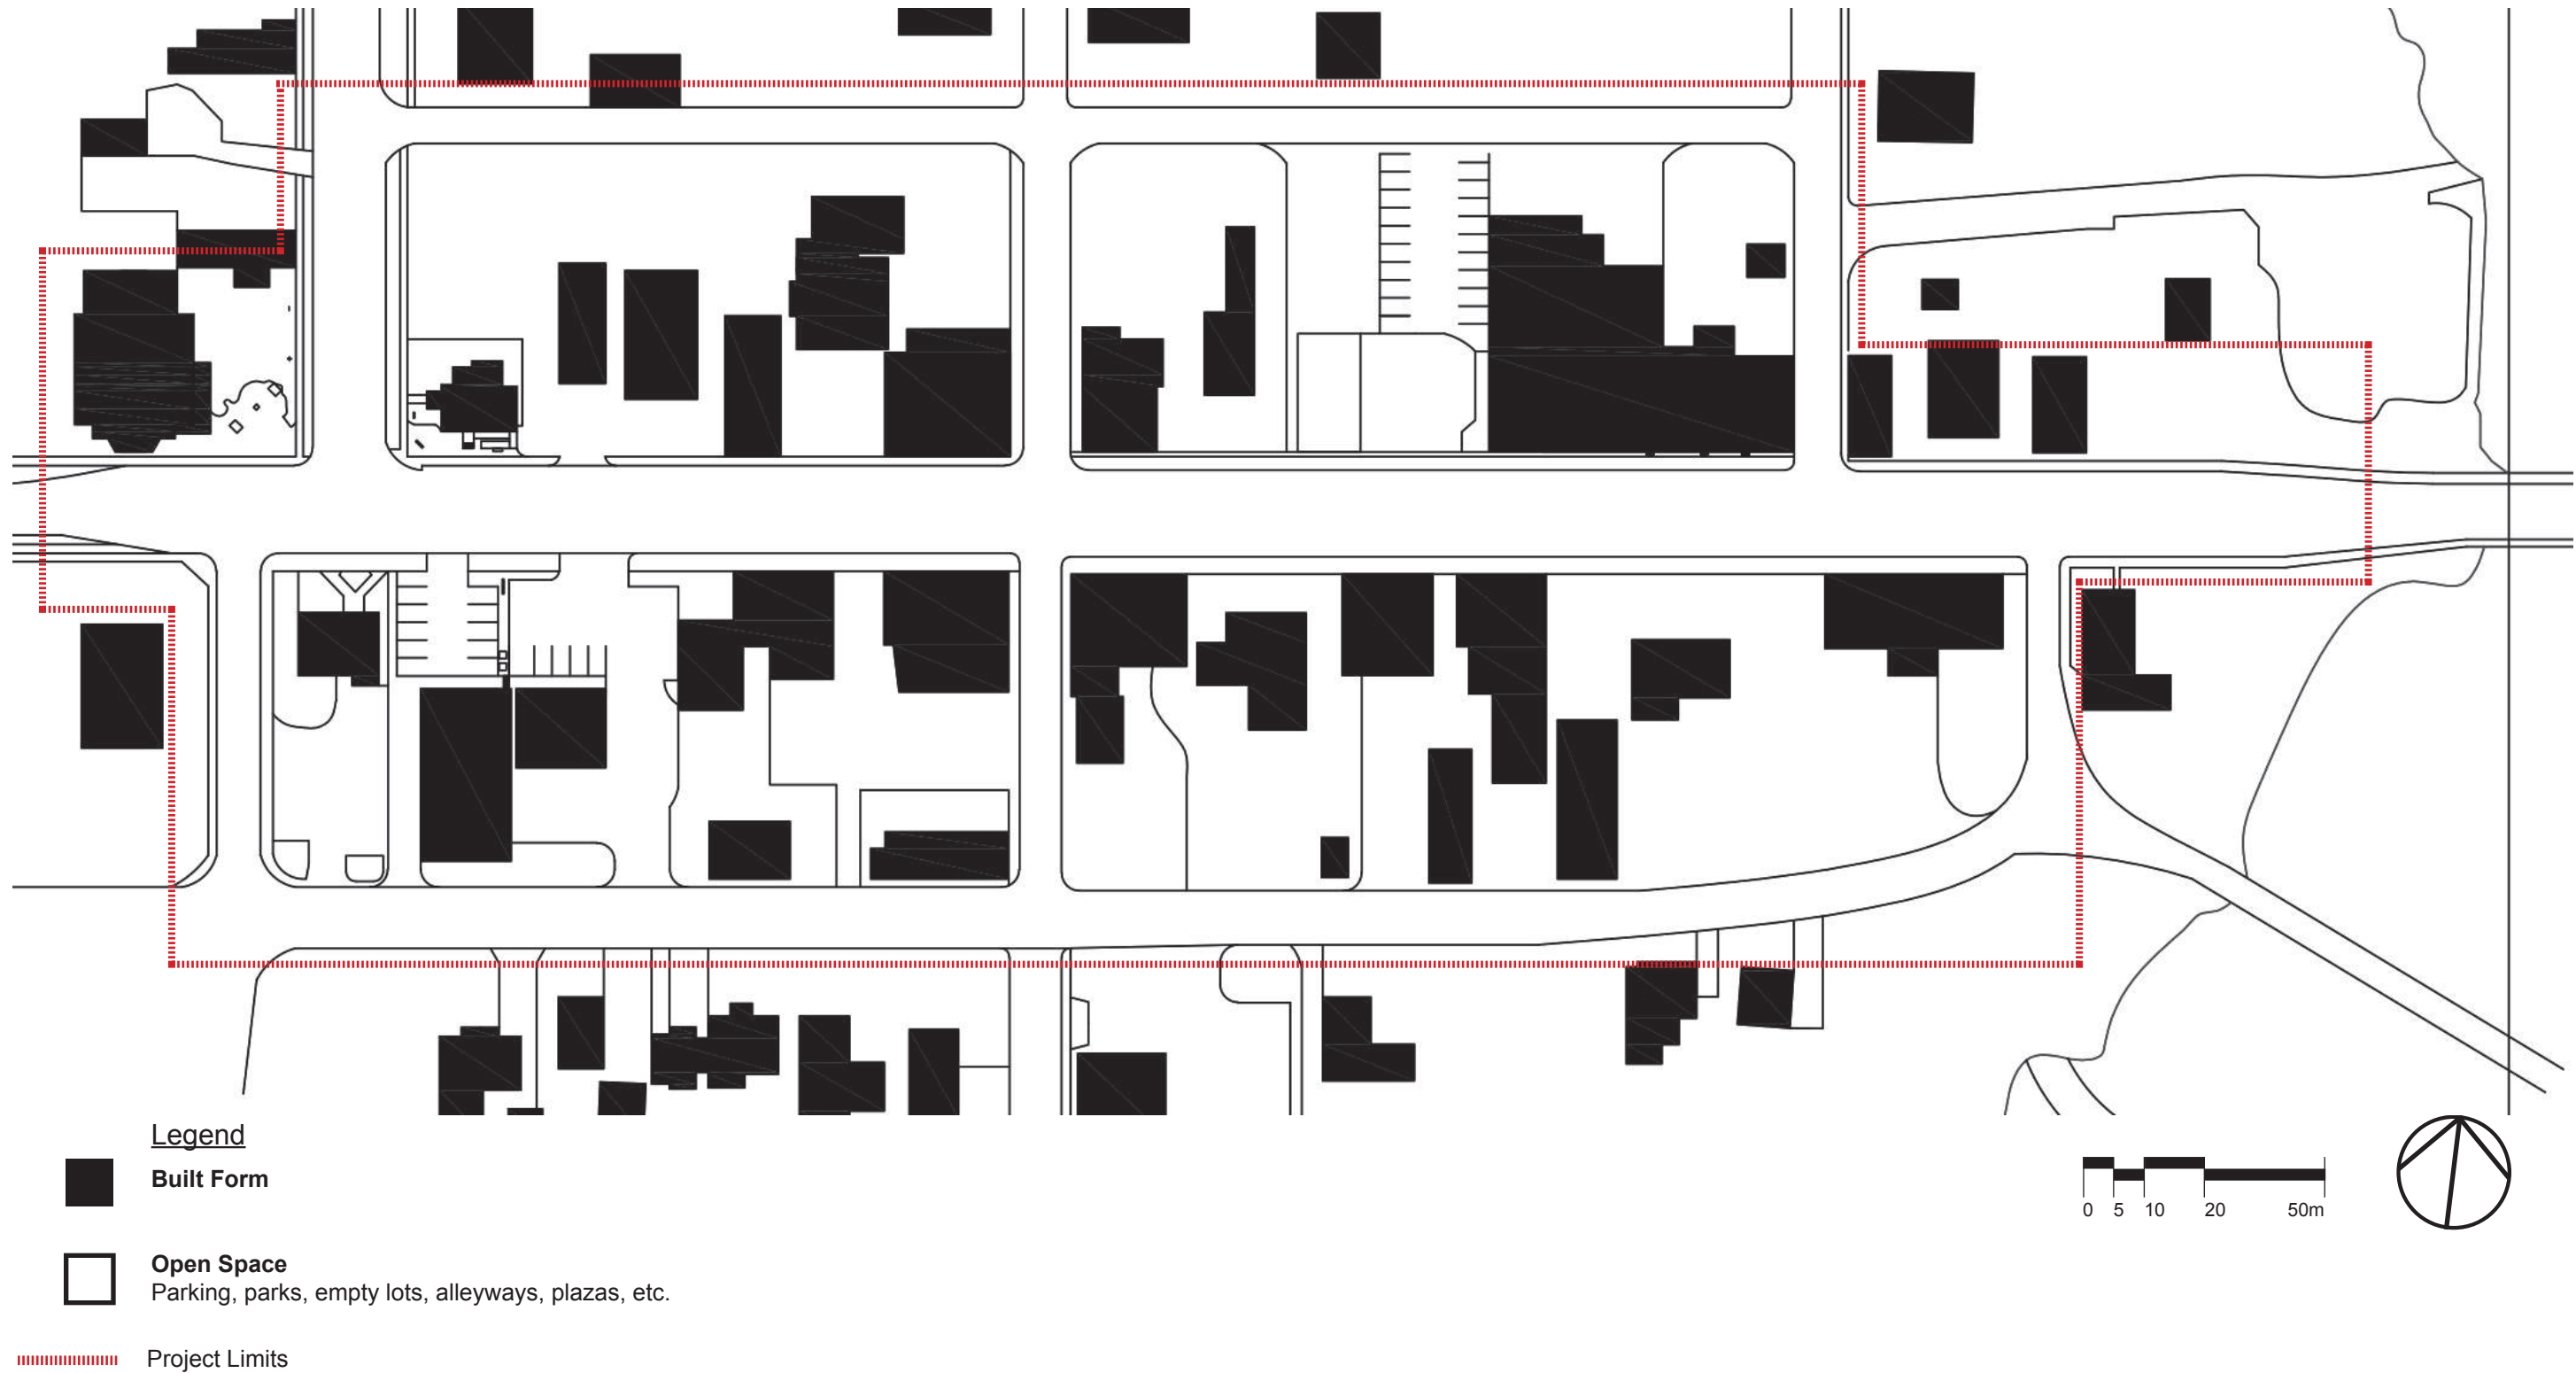 Legend
Built Form
Open Space
Parking, parks, empty lots, alleyways, plazas, etc.
Project Limits
0 5 10 20 50m